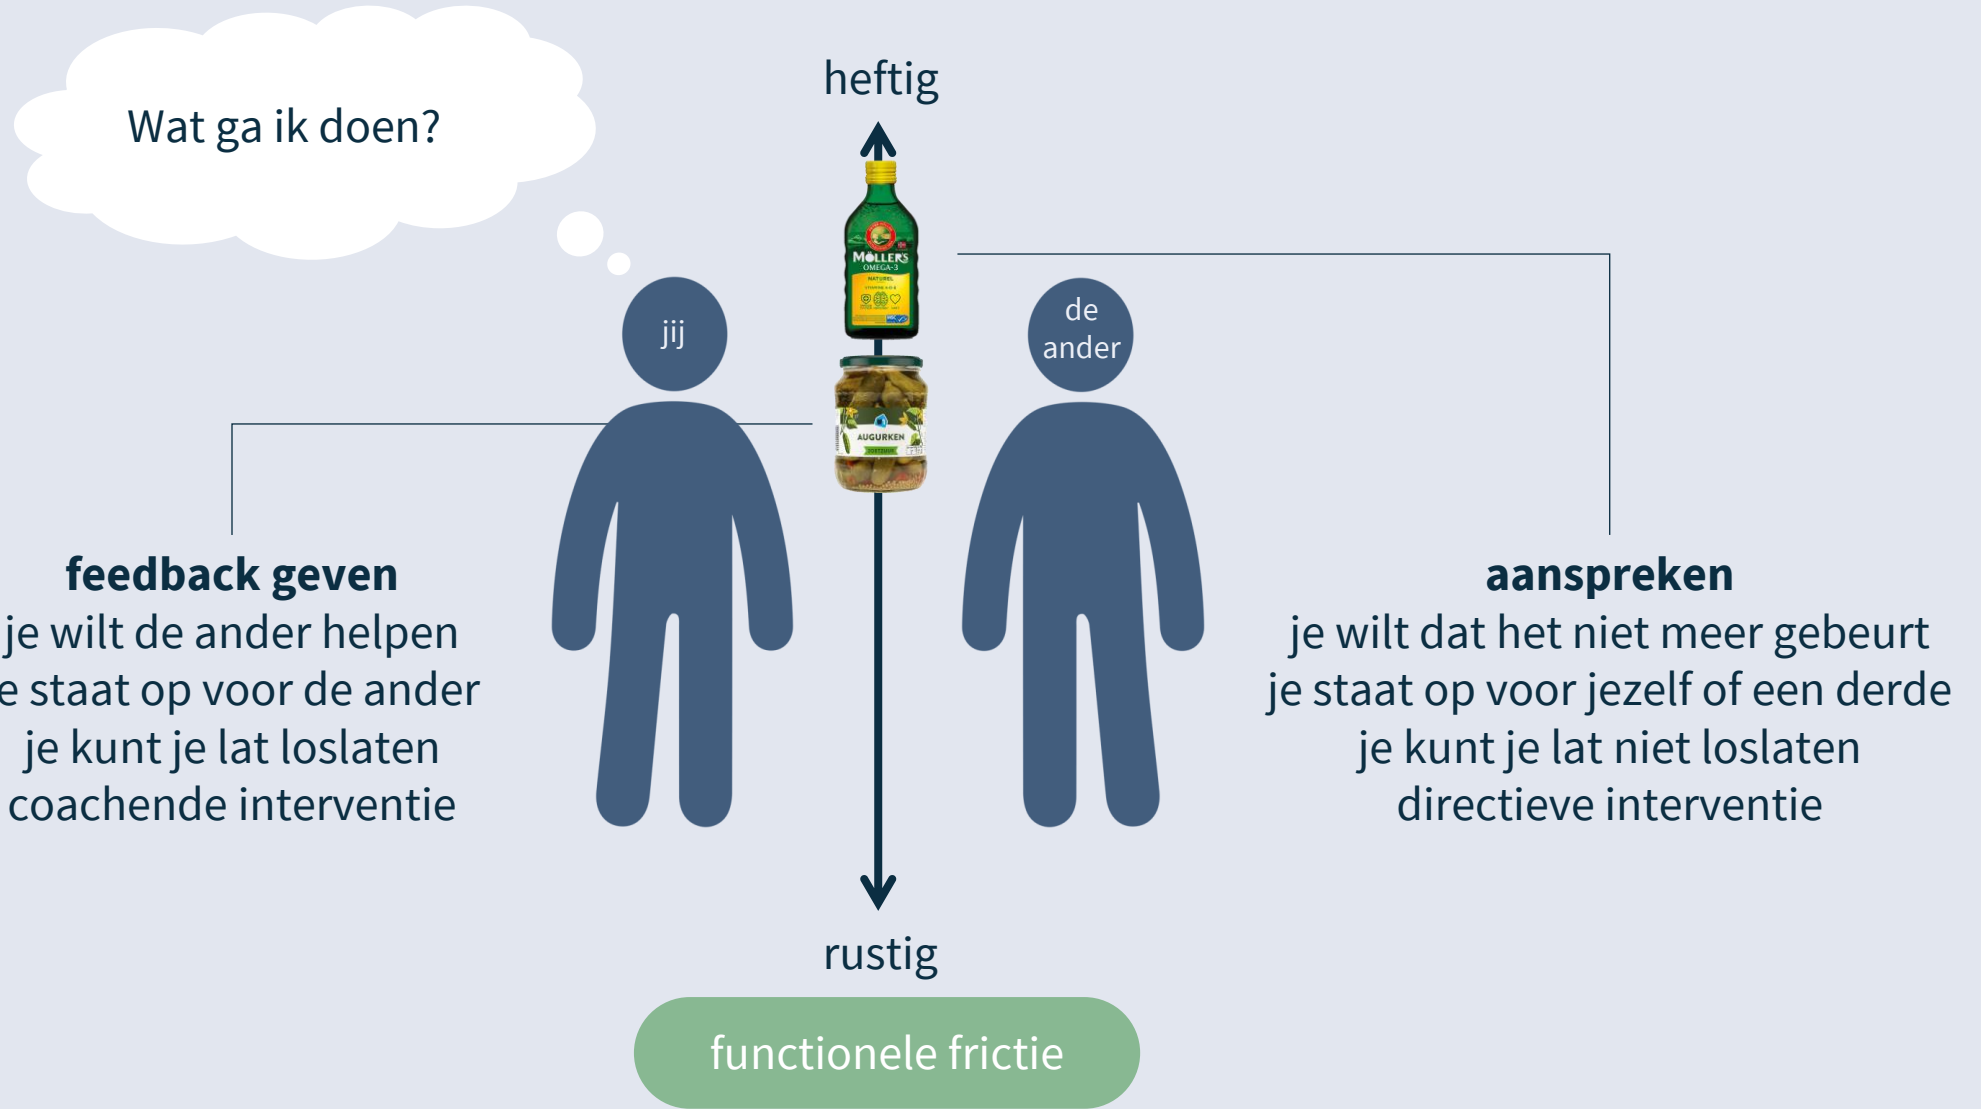 Wat ga ik doen?
heftig
MÖLLER'S
OMEGA-3
NATUREL
jij
de
ander
AUGURKEN
feedback geven
je wilt de ander helpen
e staat op voor de ander
je kunt je lat loslaten
coachende interventie
aanspreken
je wilt dat het niet meer gebeurt
je staat op voor jezelf of een derde
je kunt je lat niet loslaten
directieve interventie
rustig
functionele frictie